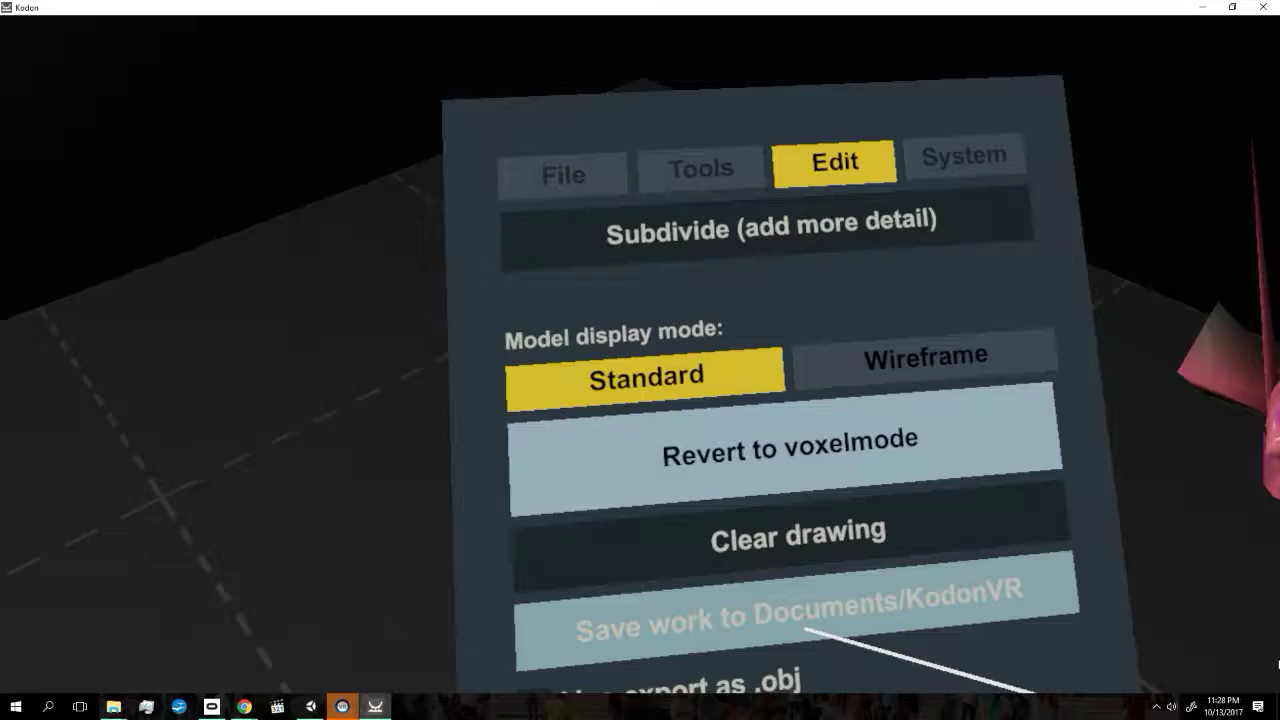 Kodon
File Tools Edit System
Subdivide (add more detail)
Model display mode:
Standard Wireframe
Revert to voxelmode
Clear drawing
Save work to Documents/KodonVR
export as .obj
11:28 PM
10/13/2017